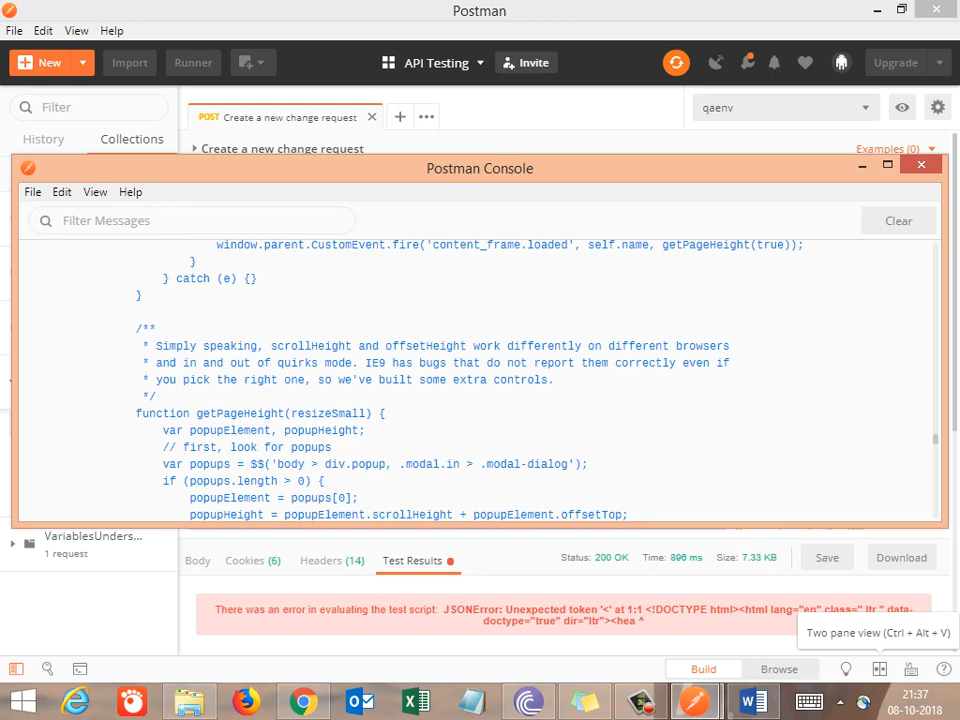 Postman
File Edit View Help
New Import Runner API Testing Invite Upgrade
Filter
History Collections
POST Create a new change request
qaenv
Create a new change request
Examples (0)
Postman Console
File Edit View Help
Filter Messages
Clear
window.parent.CustomEvent.fire('content_frame.loaded', self.name, getPageHeight(true));
}
} catch (e) {}
}
/**
* Simply speaking, scrollHeight and offsetHeight work differently on different browsers
* and in and out of quirks mode. IE9 has bugs that do not report them correctly even if
* you pick the right one, so we've built some extra controls.
*/
function getPageHeight(resizeSmall) {
var popupElement, popupHeight;
// first, look for popups
var popups = $$('body > div.popup, .modal.in > .modal-dialog');
if (popups.length > 0) {
popupElement = popups[0];
popupHeight = popupElement.scrollHeight + popupElement.offsetTop;
VariablesUnders...
1 request
Body Cookies (6) Headers (14) Test Results Status: 200 OK Time: 896 ms Size: 7.33 KB Save Download
There was an error in evaluating the test script: JSONError: Unexpected token '<' at 1:1 <!DOCTYPE html><html lang="en" class=" ltr " data-
doctype="true" dir="ltr"><hea ^
Two pane view (Ctrl + Alt + V)
Build Browse
21:37
08-10-2018